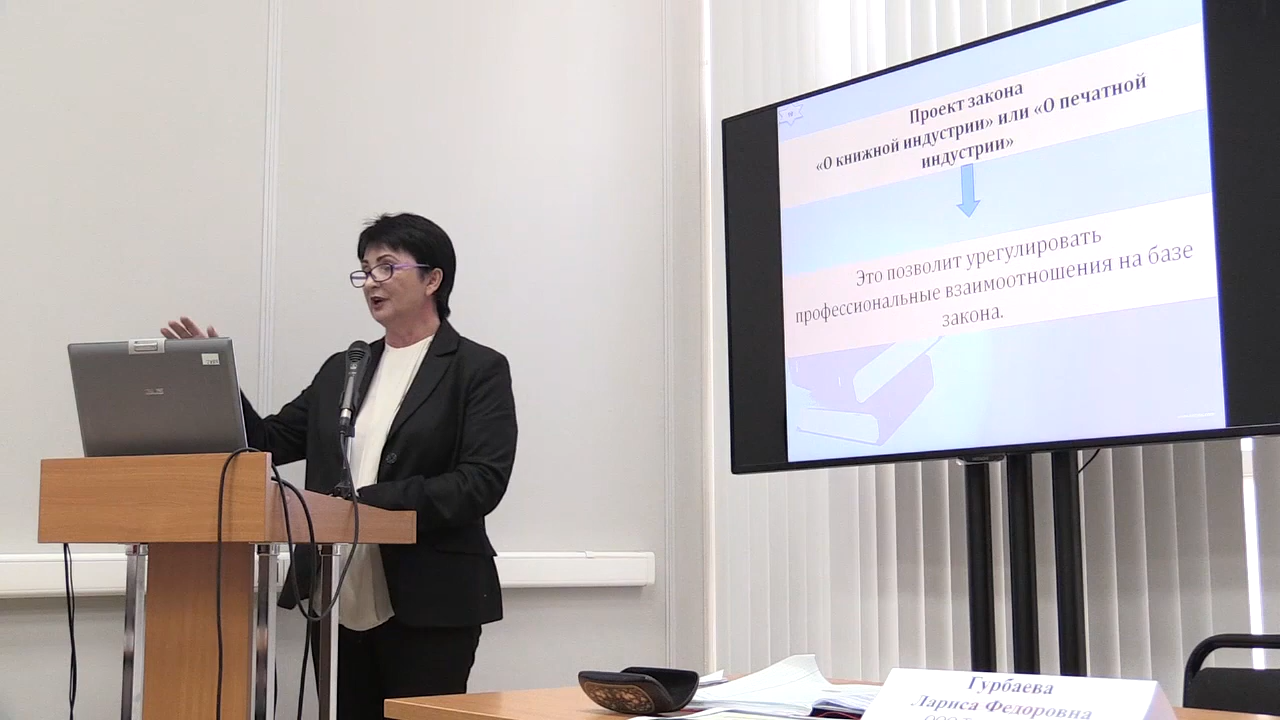 Проект закона
«О книжной индустрии» или «О печатной
индустрии»
Это позволит урегулировать
профессиональные взаимоотношения на базе
закона.
Гурбаева
Лариса Федоровна